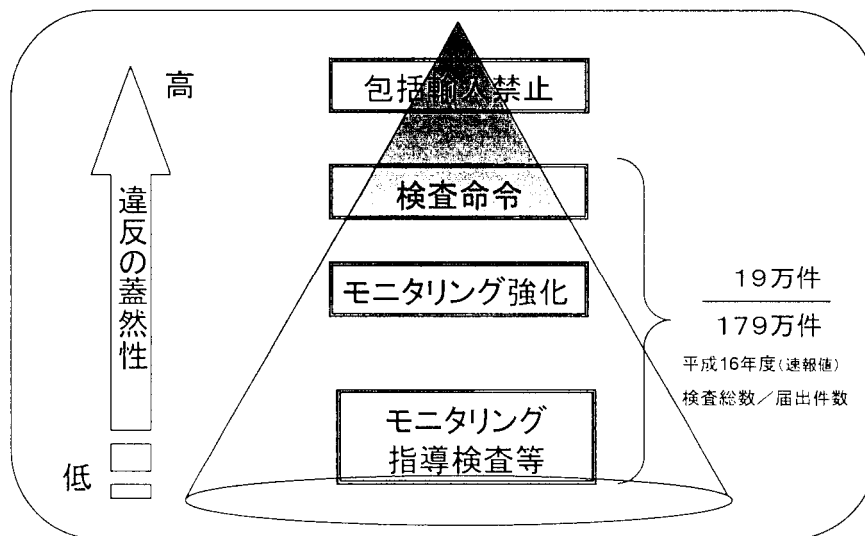 高
違反の蓋然性
低
包括輸入禁止
検査命令
モニタリング強化
モニタリング
指導検査等
19万件
179万件
平成16年度(速報値)
検査総数/届出件数